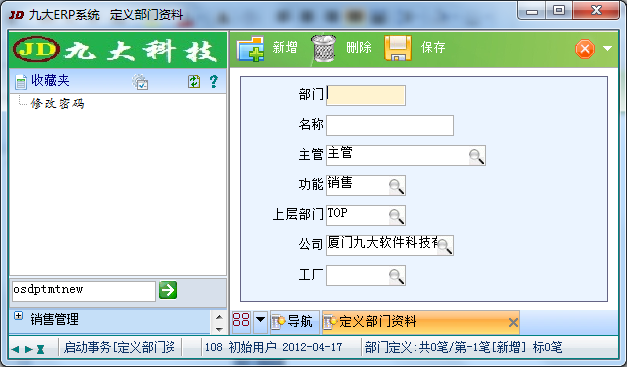 JD 九大ERP系统 定义部门资料
JD 九大科技
新增 删除 保存
收藏夹
修改密码
部门
名称
主管 主管
功能 销售
上层部门 TOP
公司 厦门九大软件科技有
工厂
osdptmtnew
销售管理
导航 定义部门资料
启动事务[定义部门资 108 初始用户 2012-04-17 部门定义:共0笔/第-1笔[新增] 标0笔